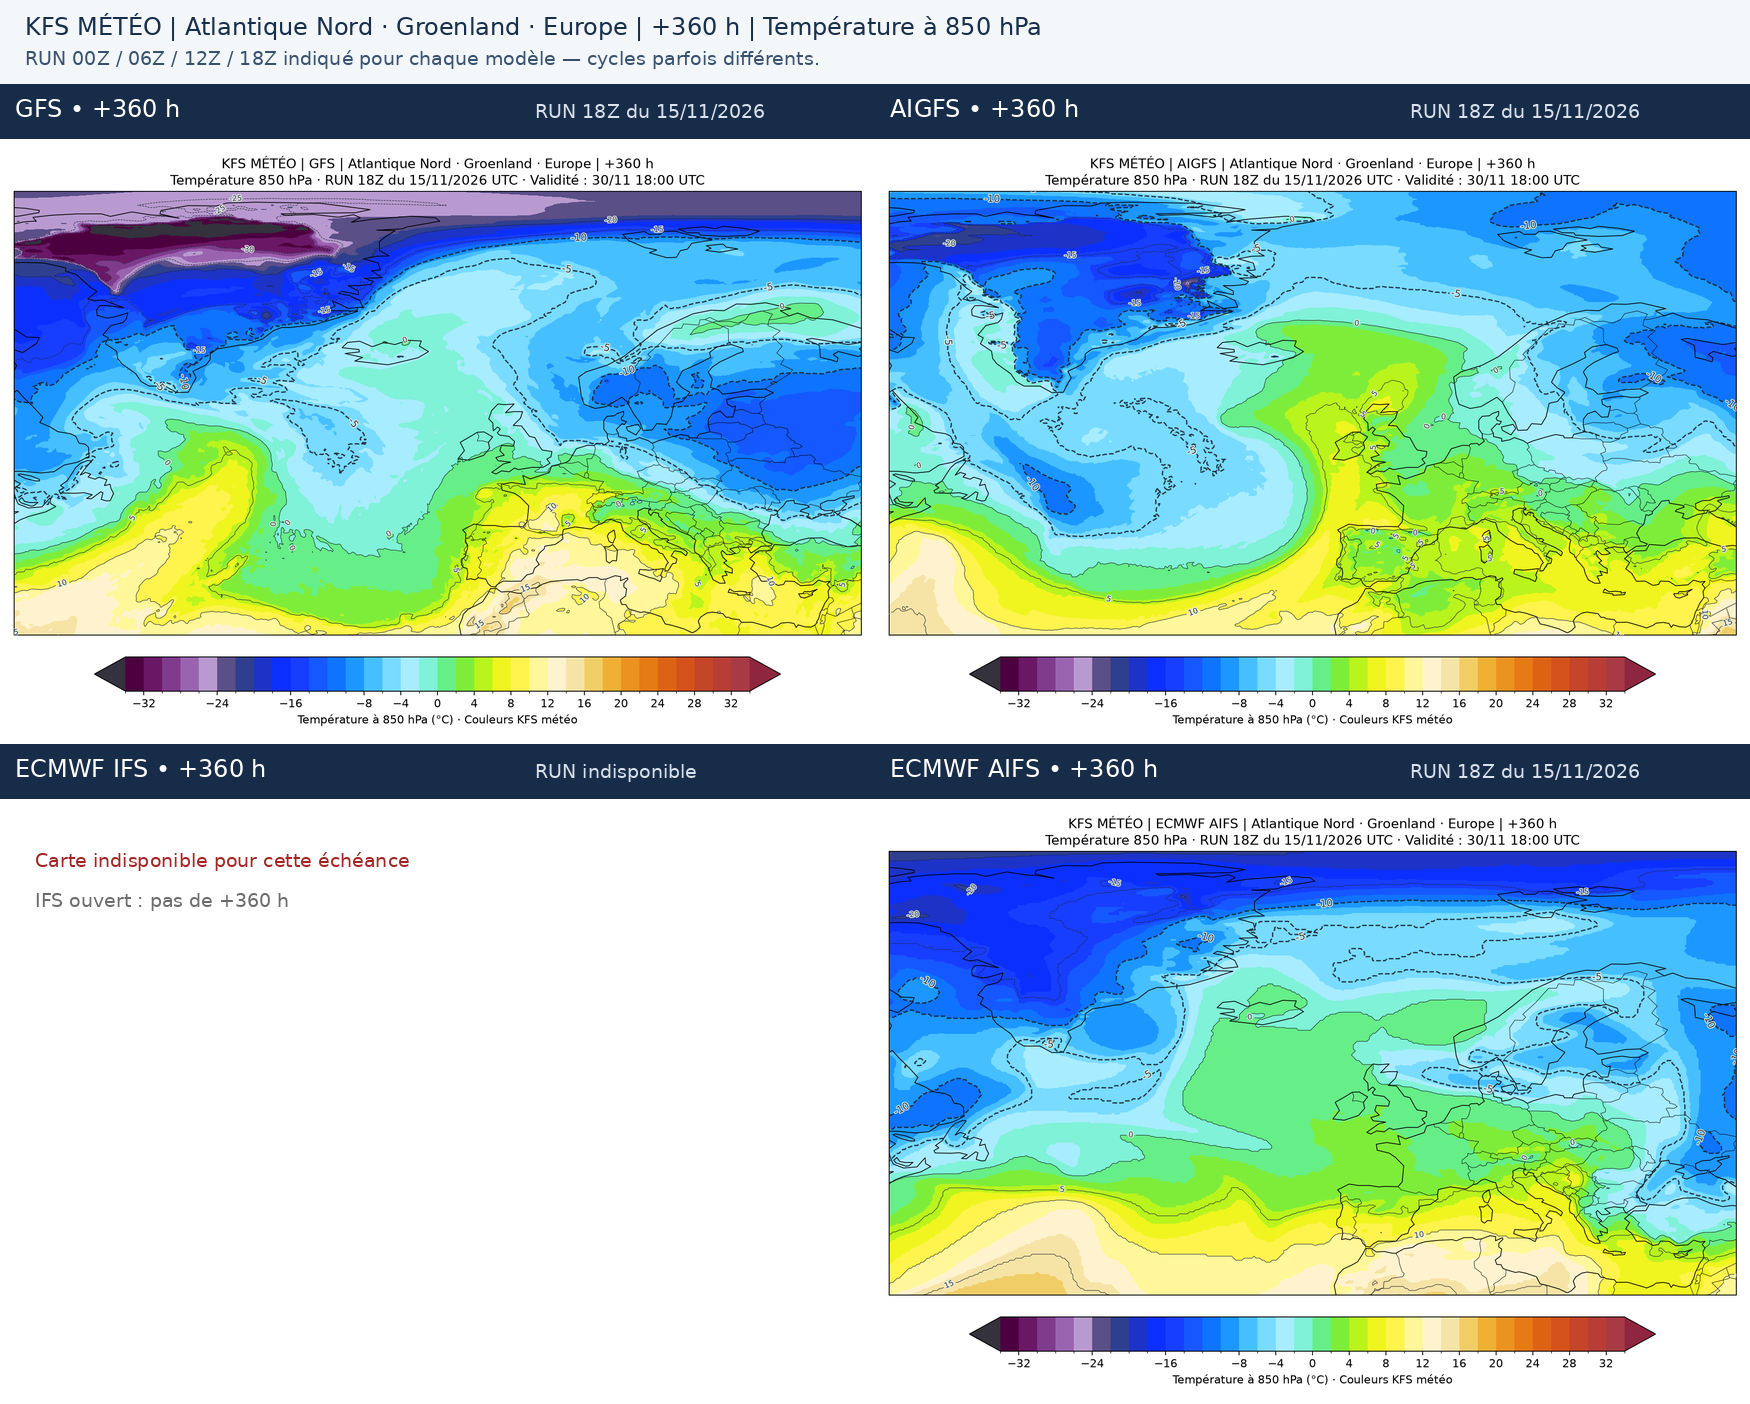 KFS MÉTÉO | Atlantique Nord · Groenland · Europe | +360 h | Température à 850 hPa
RUN 00Z / 06Z / 12Z / 18Z indiqué pour chaque modèle — cycles parfois différents.
GFS • +360 h
RUN 18Z du 15/11/2026
KFS MÉTÉO | GFS | Atlantique Nord · Groenland · Europe | +360 h
Température 850 hPa · RUN 18Z du 15/11/2026 UTC · Validité : 30/11 18:00 UTC
−32 −24 −16 −8 −4 0 4 8 12 16 20 24 28 32
Température à 850 hPa (°C) · Couleurs KFS météo
AIGFS • +360 h
RUN 18Z du 15/11/2026
KFS MÉTÉO | AIGFS | Atlantique Nord · Groenland · Europe | +360 h
Température 850 hPa · RUN 18Z du 15/11/2026 UTC · Validité : 30/11 18:00 UTC
−32 −24 −16 −8 −4 0 4 8 12 16 20 24 28 32
Température à 850 hPa (°C) · Couleurs KFS météo
ECMWF IFS • +360 h
RUN indisponible
Carte indisponible pour cette échéance
IFS ouvert : pas de +360 h
ECMWF AIFS • +360 h
RUN 18Z du 15/11/2026
KFS MÉTÉO | ECMWF AIFS | Atlantique Nord · Groenland · Europe | +360 h
Température 850 hPa · RUN 18Z du 15/11/2026 UTC · Validité : 30/11 18:00 UTC
−32 −24 −16 −8 −4 0 4 8 12 16 20 24 28 32
Température à 850 hPa (°C) · Couleurs KFS météo